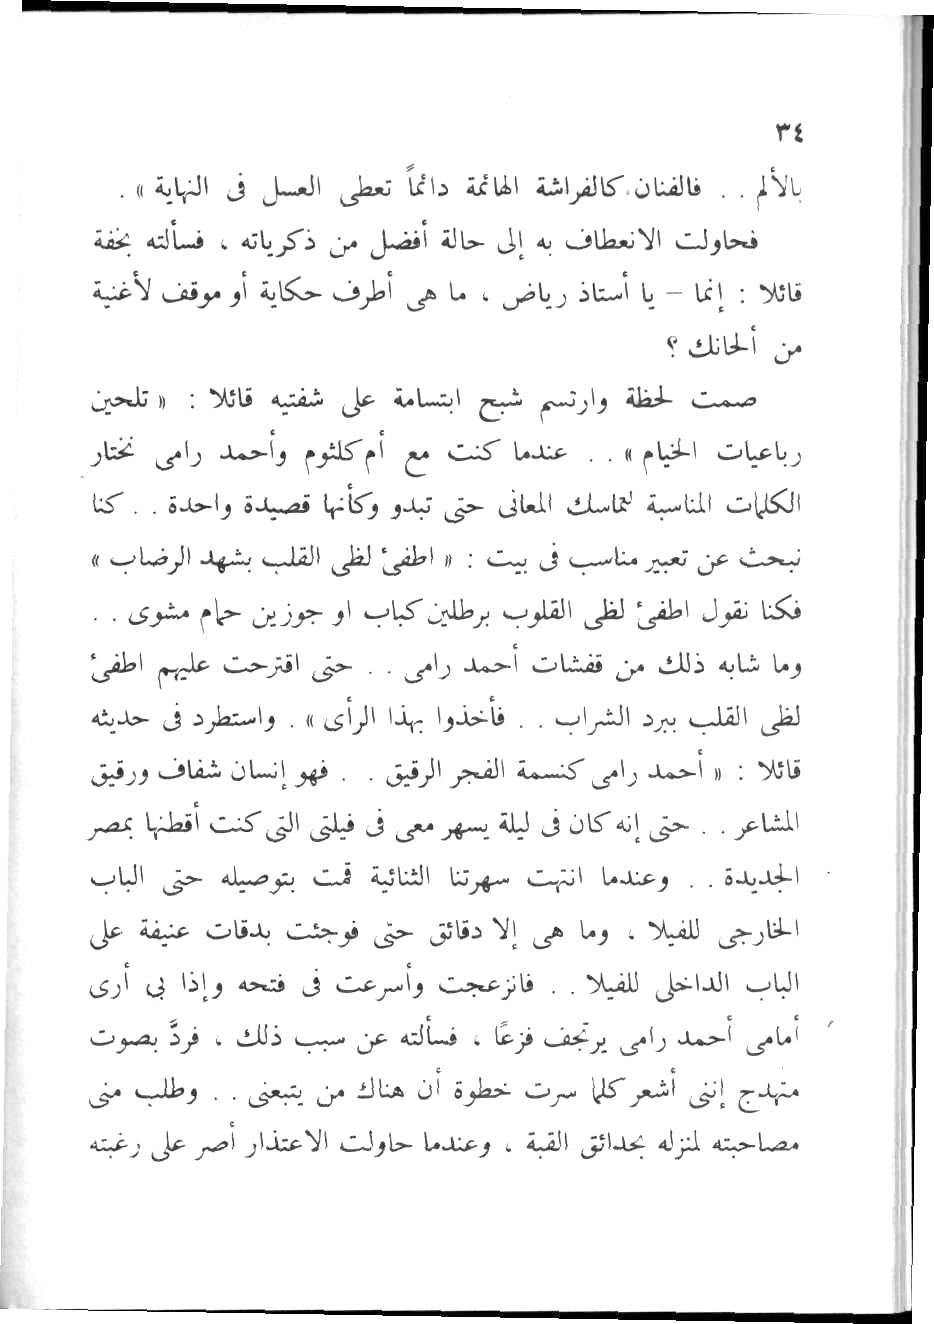 ٣٤
بالألم . . فالفنان كالفراشة الهائمة دائماً تعطى العسل فى النهاية » .
فحاولت الانعطاف به إلى حالة أفضل من ذكرياته ، فسألته بخفة
قائلا : إنما – يا أستاذ رياض ، ما هى أطرف حكاية أو موقف لأغنية
من ألحانك ؟
صمت لحظة وارتسم شبح ابتسامة على شفتيه قائلا : « تلحين
رباعيات الخيام » . . عندما كنت مع أم كلثوم وأحمد رامى نختار
الكلمات المناسبة لتماسك المعانى حتى تبدو وكأنها قصيدة واحدة . . كنا
نبحث عن تعبير مناسب فى بيت : « اطفئ لظى القلب بشهد الرضاب »
فكنا نقول اطفئ لظى القلوب برطلين كباب او جوزين حمام مشوى . .
وما شابه ذلك من قفشات أحمد رامى . . حتى اقترحت عليهم اطفئ
لظى القلب ببرد الشراب . . فأخذوا بهذا الرأى » . واستطرد فى حديثه
قائلا : « أحمد رامى كنسمة الفجر الرقيق . . فهو إنسان شفاف ورقيق
المشاعر . . حتى إنه كان فى ليلة يسهر معى فى فيلتى التى كنت أقطنها بمصر
الجديدة . . وعندما انتهت سهرتنا الثنائية قمت بتوصيله حتى الباب
الخارجى للفيلا ، وما هى إلا دقائق حتى فوجئت بدقات عنيفة على
الباب الداخلى للفيلا . . فانزعجت وأسرعت فى فتحه وإذا بى أرى
أمامى أحمد رامى يرتجف فزعًا ، فسألته عن سبب ذلك ، فردَّ بصوت
متهدج إننى أشعر كلما سرت خطوة أن هناك من يتبعنى . . وطلب منى
مصاحبته لمنزله بحدائق القبة ، وعندما حاولت الاعتذار أصر على رغبته